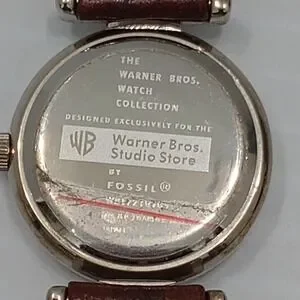 THE
WARNER BROS.
WATCH
COLLECTION
DESIGNED EXCLUSIVELY FOR THE
WB Warner Bros.
Studio Store
BY
FOSSIL®